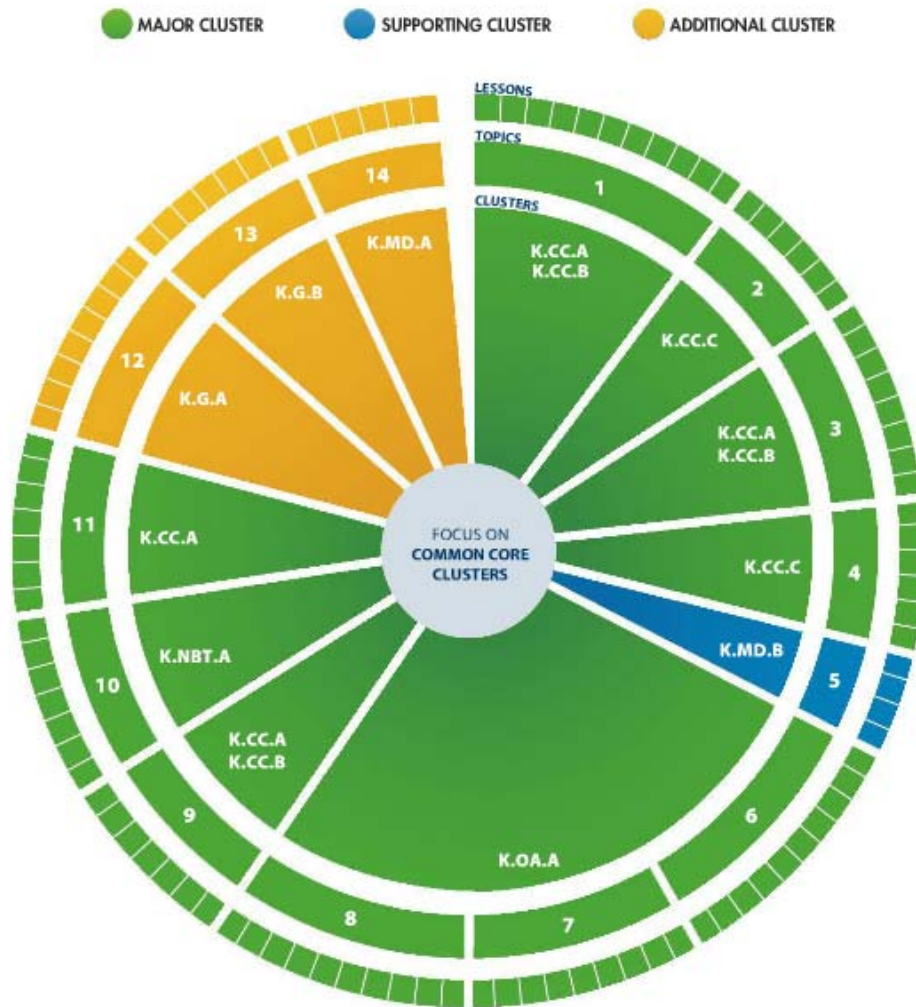 MAJOR CLUSTER
SUPPORTING CLUSTER
ADDITIONAL CLUSTER
LESSONS
TOPICS
CLUSTERS
1
K.CC.A
K.CC.B
2
K.CC.C
3
K.CC.A
K.CC.B
4
K.CC.C
5
K.MD.B
6
7
8
K.OA.A
9
K.CC.A
K.CC.B
10
K.NBT.A
11
K.CC.A
12
K.G.A
13
K.G.B
14
K.MD.A
FOCUS ON
COMMON CORE
CLUSTERS